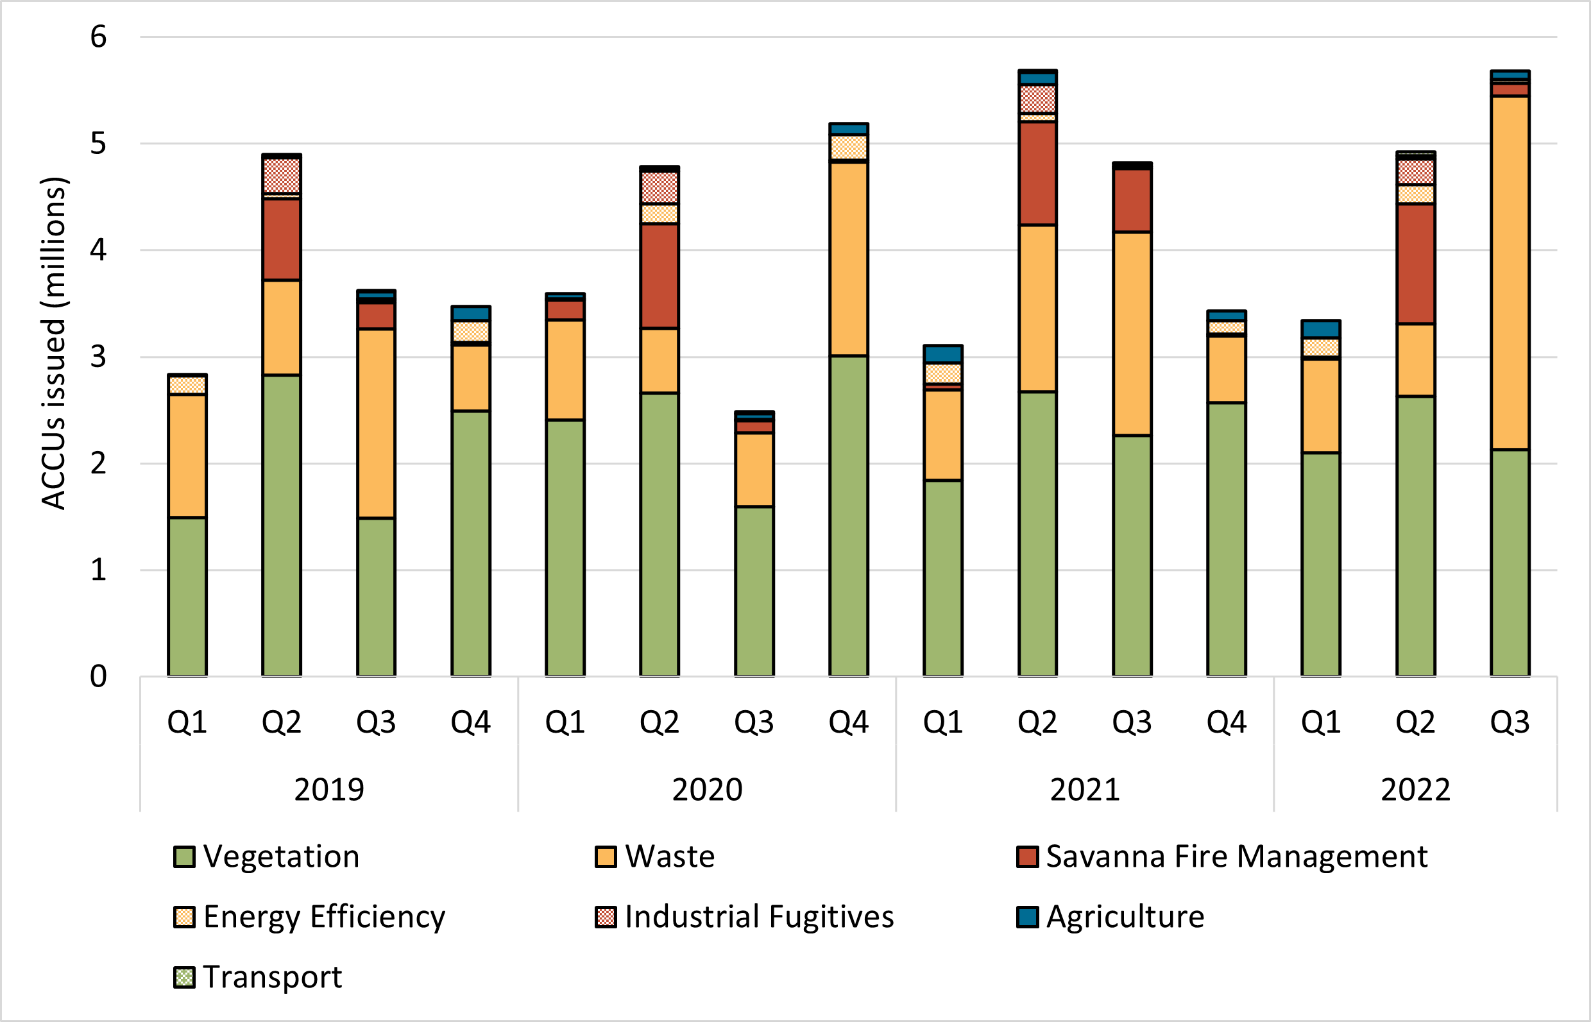 ACCUs issued (millions)
6
5
4
3
2
1
0
Q1 Q2 Q3 Q4 Q1 Q2 Q3 Q4 Q1 Q2 Q3 Q4 Q1 Q2 Q3
2019 2020 2021 2022
Vegetation Waste Savanna Fire Management
Energy Efficiency Industrial Fugitives Agriculture
Transport